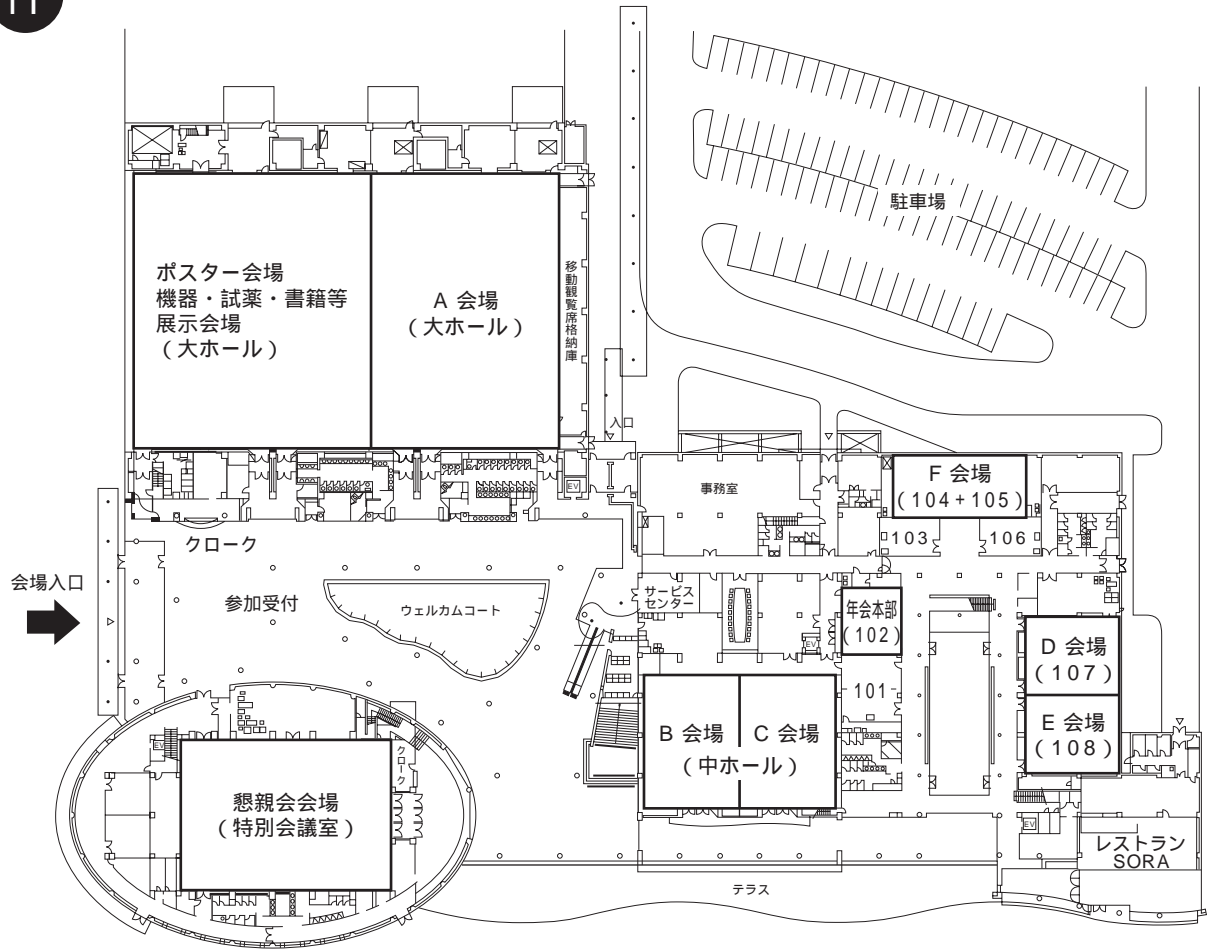 11
駐車場
ポスター会場
機器・試薬・書籍等
展示会場
（大ホール）
A 会場
（大ホール）
移動観覧席格納庫
入口
EV
事務室
F 会場
（104+105）
103
106
クローク
会場入口
参加受付
ウェルカムコート
サービス
センター
年会本部
（102）
EV
D 会場
（107）
101
E 会場
（108）
B 会場
C 会場
（中ホール）
EV
クローク
懇親会会場
（特別会議室）
EV
レストラン
SORA
テラス